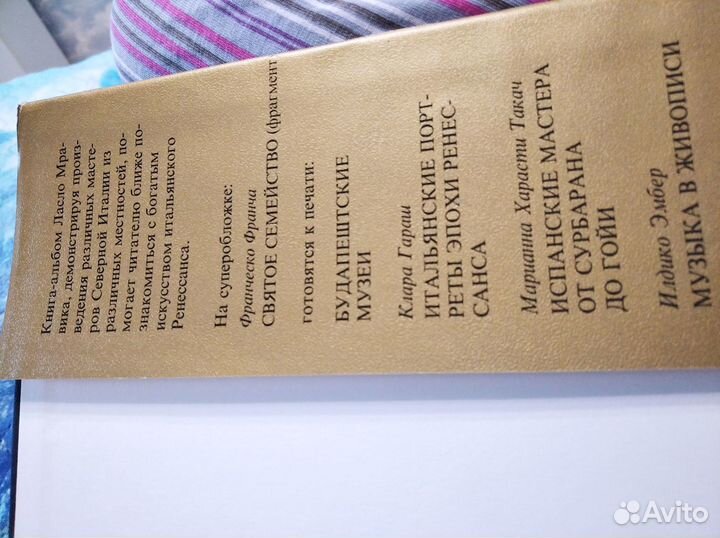 Книга-альбом Ласло Мра-
вика, демонстрируя произ-
ведения различных масте-
ров Северной Италии из
различных местностей, по-
могает читателю ближе по-
знакомиться с богатым
искусством итальянского
Ренессанса.
На суперобложке:
Франческо Франча
СВЯТОЕ СЕМЕЙСТВО (фрагмент
готовятся к печати:
БУДАПЕШТСКИЕ
МУЗЕИ
Клара Гараш
ИТАЛЬЯНСКИЕ ПОРТ-
РЕТЫ ЭПОХИ РЕНЕС-
САНСА
Марианна Харасти Такач
ИСПАНСКИЕ МАСТЕРА
ОТ СУРБАРАНА
ДО ГОЙИ
Илдико Эмбер
МУЗЫКА В ЖИВОПИСИ
Avito